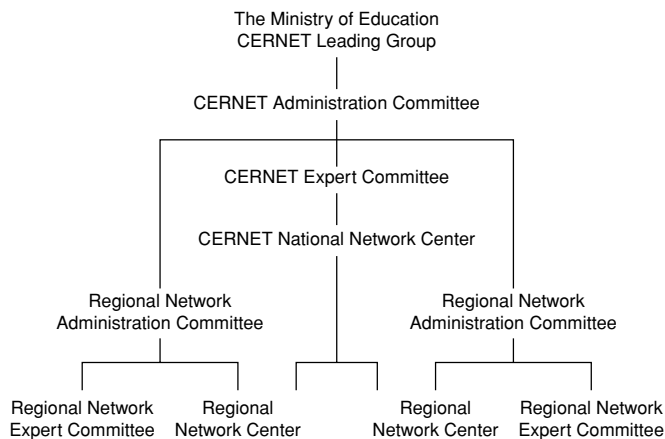 The Ministry of Education
CERNET Leading Group
CERNET Administration Committee
CERNET Expert Committee
CERNET National Network Center
Regional Network
Administration Committee
Regional Network
Administration Committee
Regional Network
Expert Committee
Regional
Network Center
Regional
Network Center
Regional Network
Expert Committee